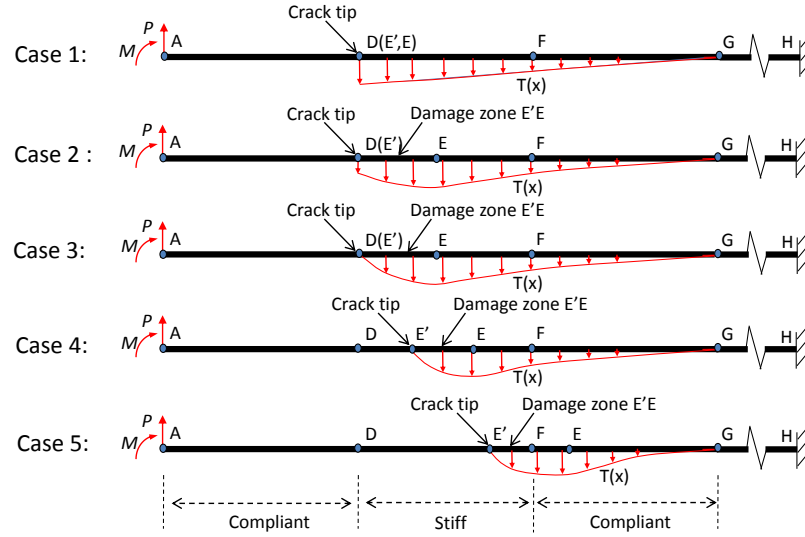 Crack tip
P
M
A
D(E',E)
F
G
H
Case 1:
T(x)
Crack tip
Damage zone E'E
P
M
A
D(E')
E
F
G
H
Case 2 :
T(x)
Crack tip
Damage zone E'E
P
M
A
D(E')
E
F
G
H
Case 3:
T(x)
Crack tip
Damage zone E'E
P
M
A
D
E'
E
F
G
H
Case 4:
T(x)
Crack tip
Damage zone E'E
P
M
A
D
E'
F
E
G
H
Case 5:
T(x)
Compliant
Stiff
Compliant